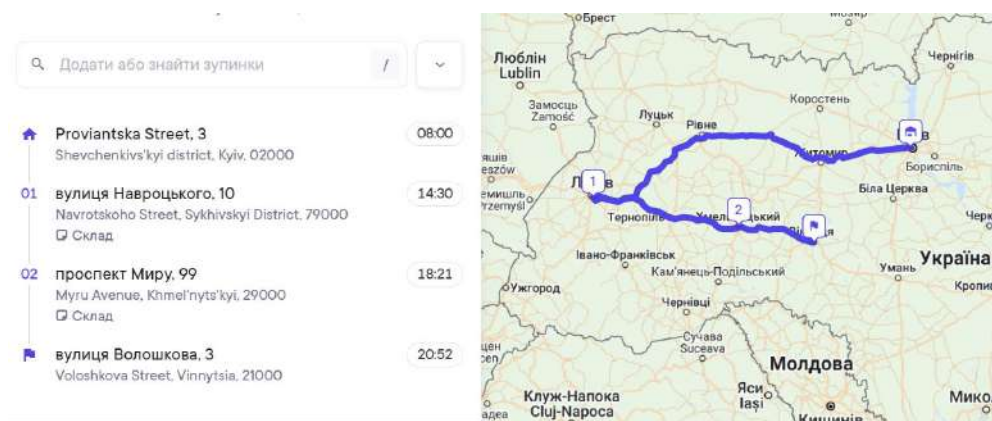 Додати або знайти зупинки /
Proviantska Street, 3 08:00
Shevchenkivs'kyi district, Kyiv, 02000
01 вулиця Навроцького, 10 14:30
Navrotskoho Street, Sykhivskyi District, 79000
Склад
02 проспект Миру, 99 18:21
Myru Avenue, Khmel'nyts'kyi, 29000
Склад
вулиця Волошкова, 3 20:52
Voloshkova Street, Vinnytsia, 21000
Брест
Люблін
Lublin
Чернігів
Замосць
Zamość
Коростень
Луцьк
Рівне
Житомир
Бориспіль
1
2
Біла Церква
Тернопіль
Івано-Франківськ
Кам'янець-Подільський
Умань
Україна
Ужгород
Чернівці
Сучава
Suceava
Молдова
Клуж-Напока
Cluj-Napoca
Яси
Iași
Кишинів